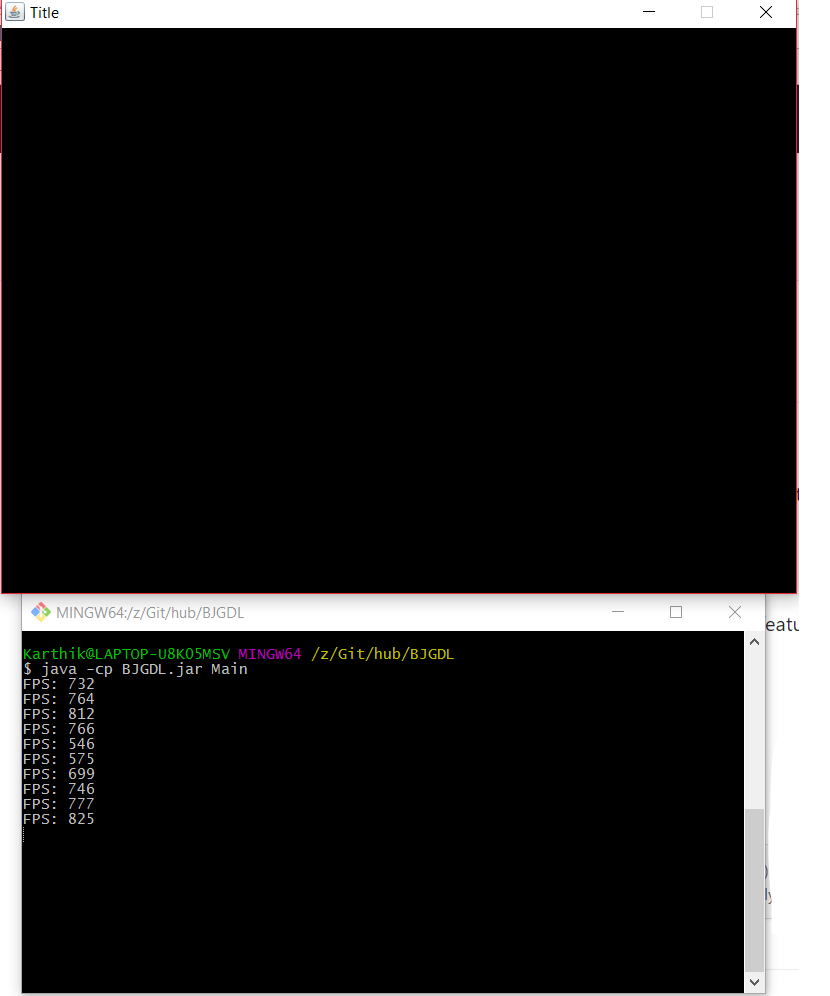 Title
MINGW64:/z/Git/hub/BJGDL
eatu
Karthik@LAPTOP-U8KO5MSV MINGW64 /z/Git/hub/BJGDL
$ java -cp BJGDL.jar Main
FPS: 732
FPS: 764
FPS: 812
FPS: 766
FPS: 546
FPS: 575
FPS: 699
FPS: 746
FPS: 777
FPS: 825